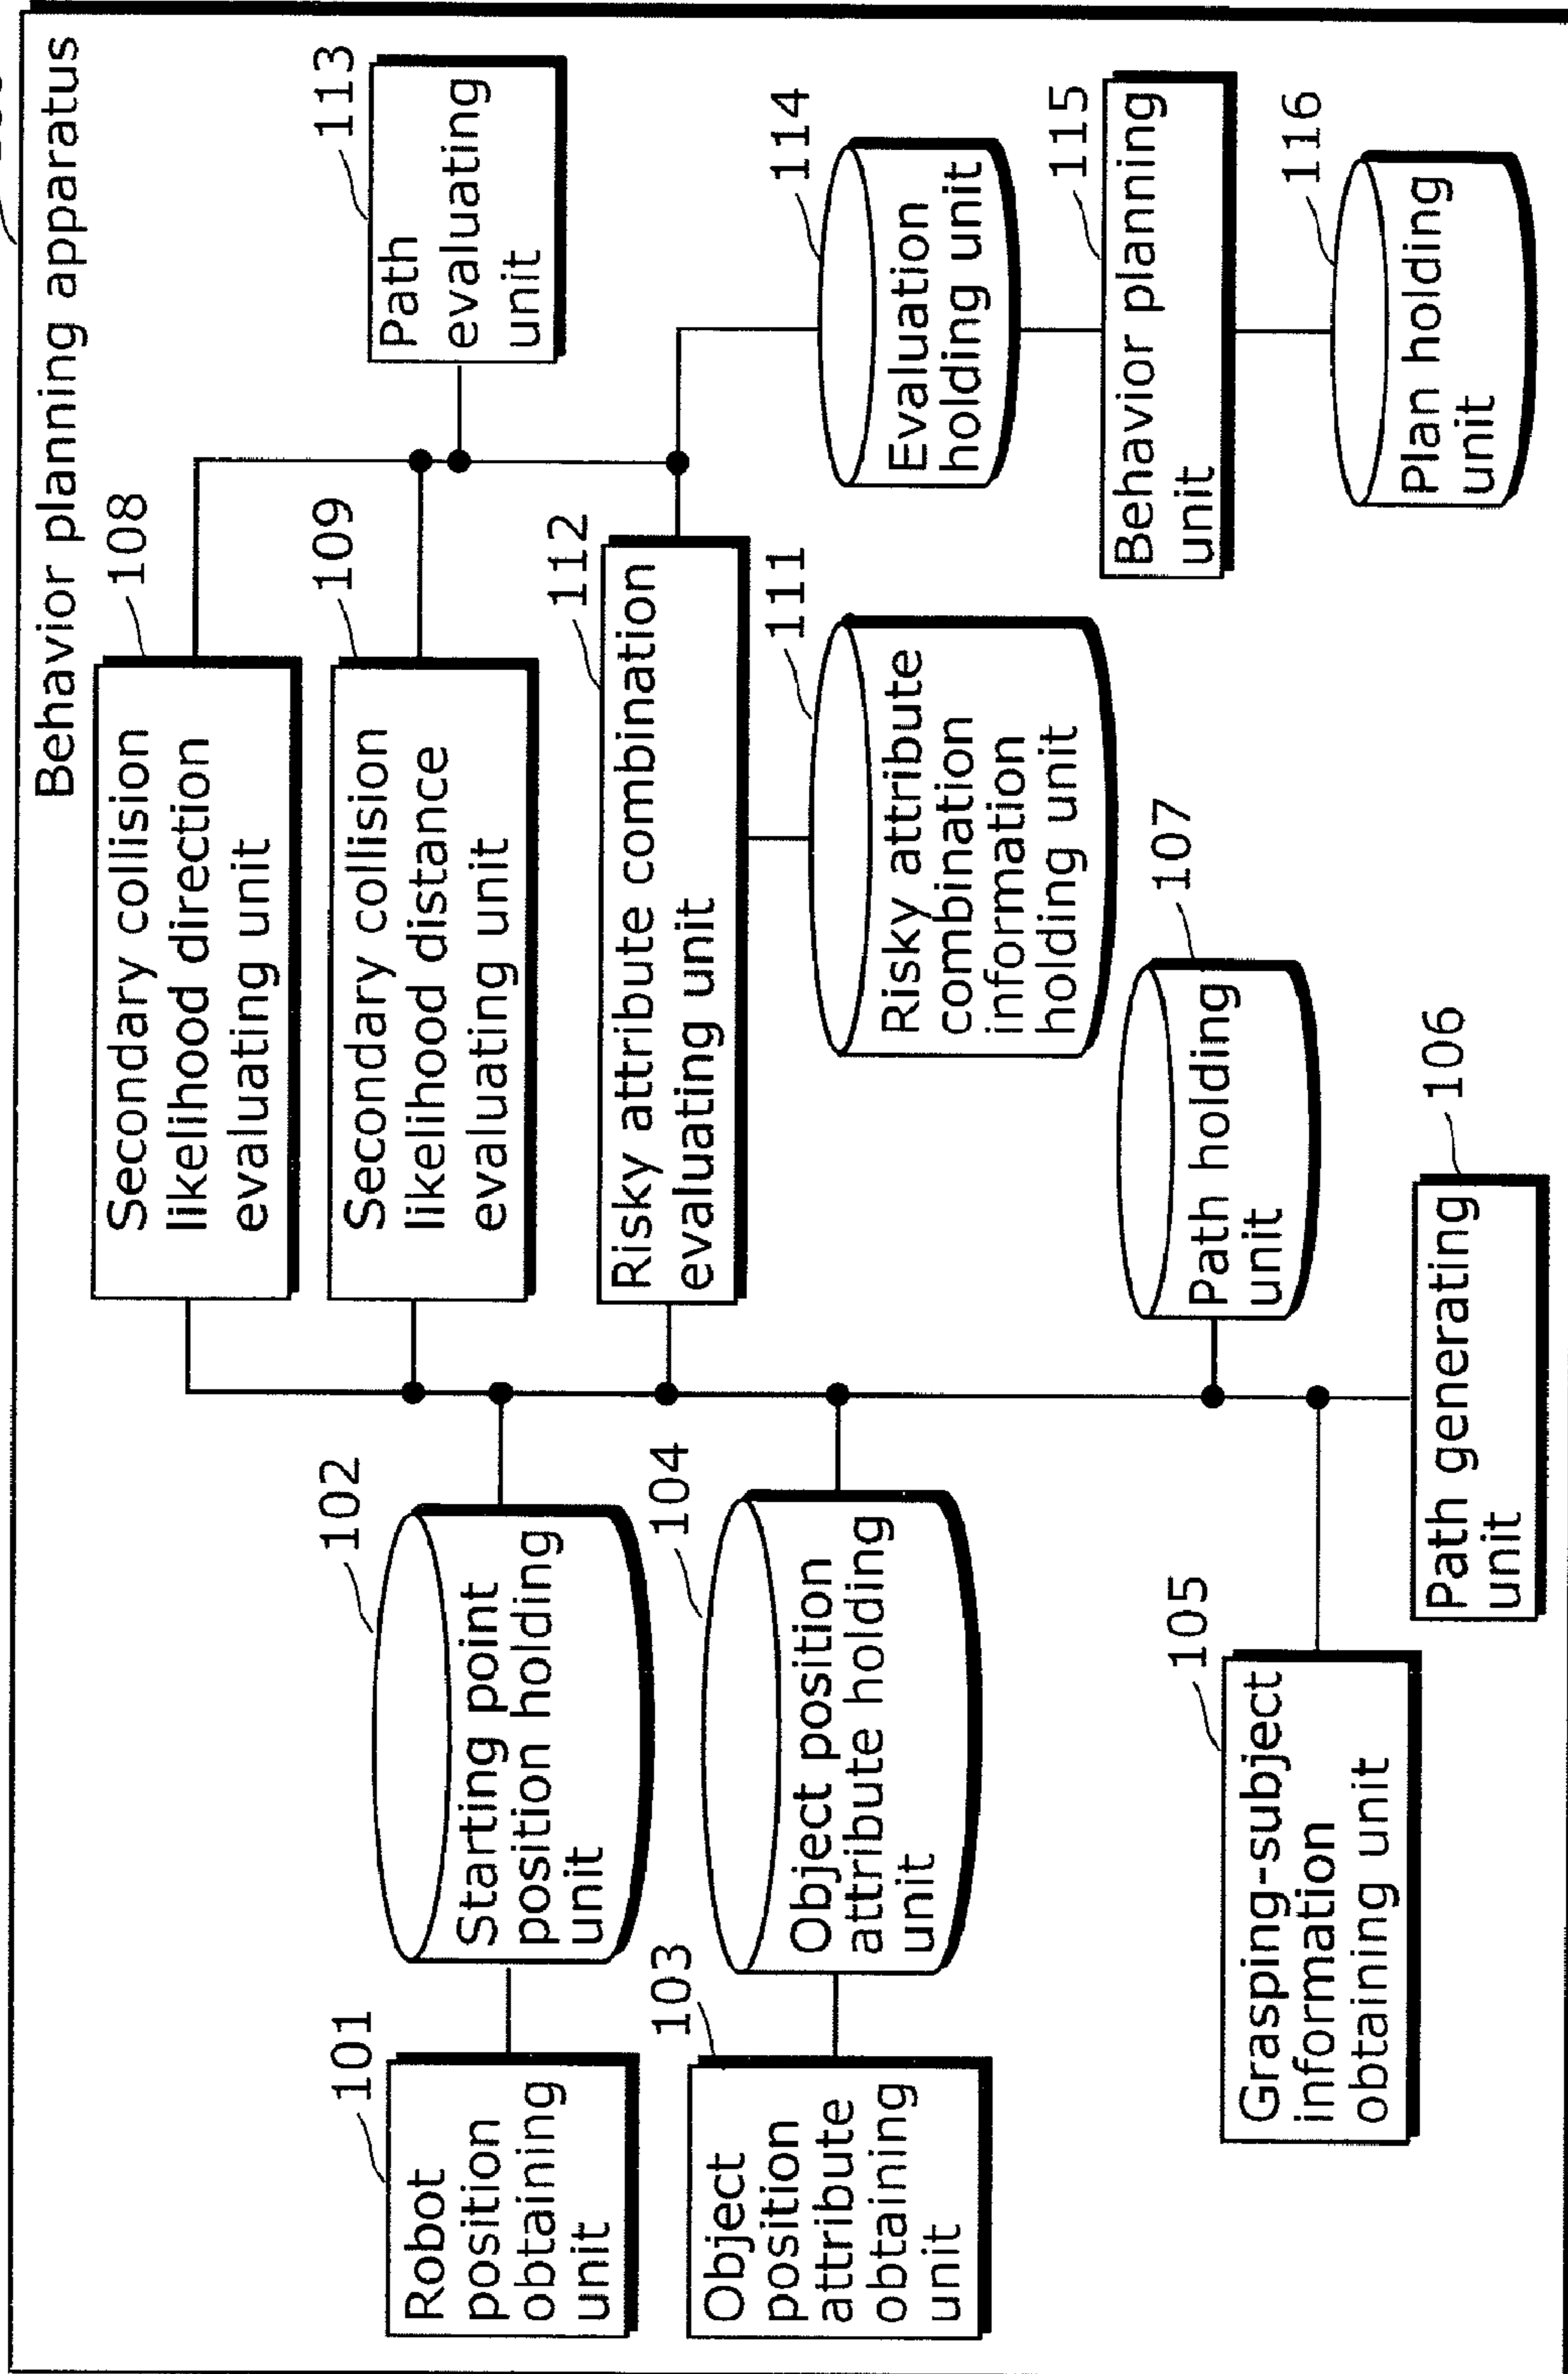 Behavior planning apparatus
108
Secondary collision
likelihood direction
evaluating unit
113
Path
evaluating
unit
109
Secondary collision
likelihood distance
evaluating unit
101
Robot
position
obtaining
unit
102
Starting point
position holding
unit
112
Risky attribute combination
evaluating unit
103
Object
position
attribute
obtaining
unit
104
Object position
attribute holding
unit
111
Risky attribute
combination
information
holding unit
114
Evaluation
holding unit
115
Behavior planning
unit
107
Path holding
unit
105
Grasping-subject
information
obtaining unit
106
Path generating
unit
116
Plan holding
unit